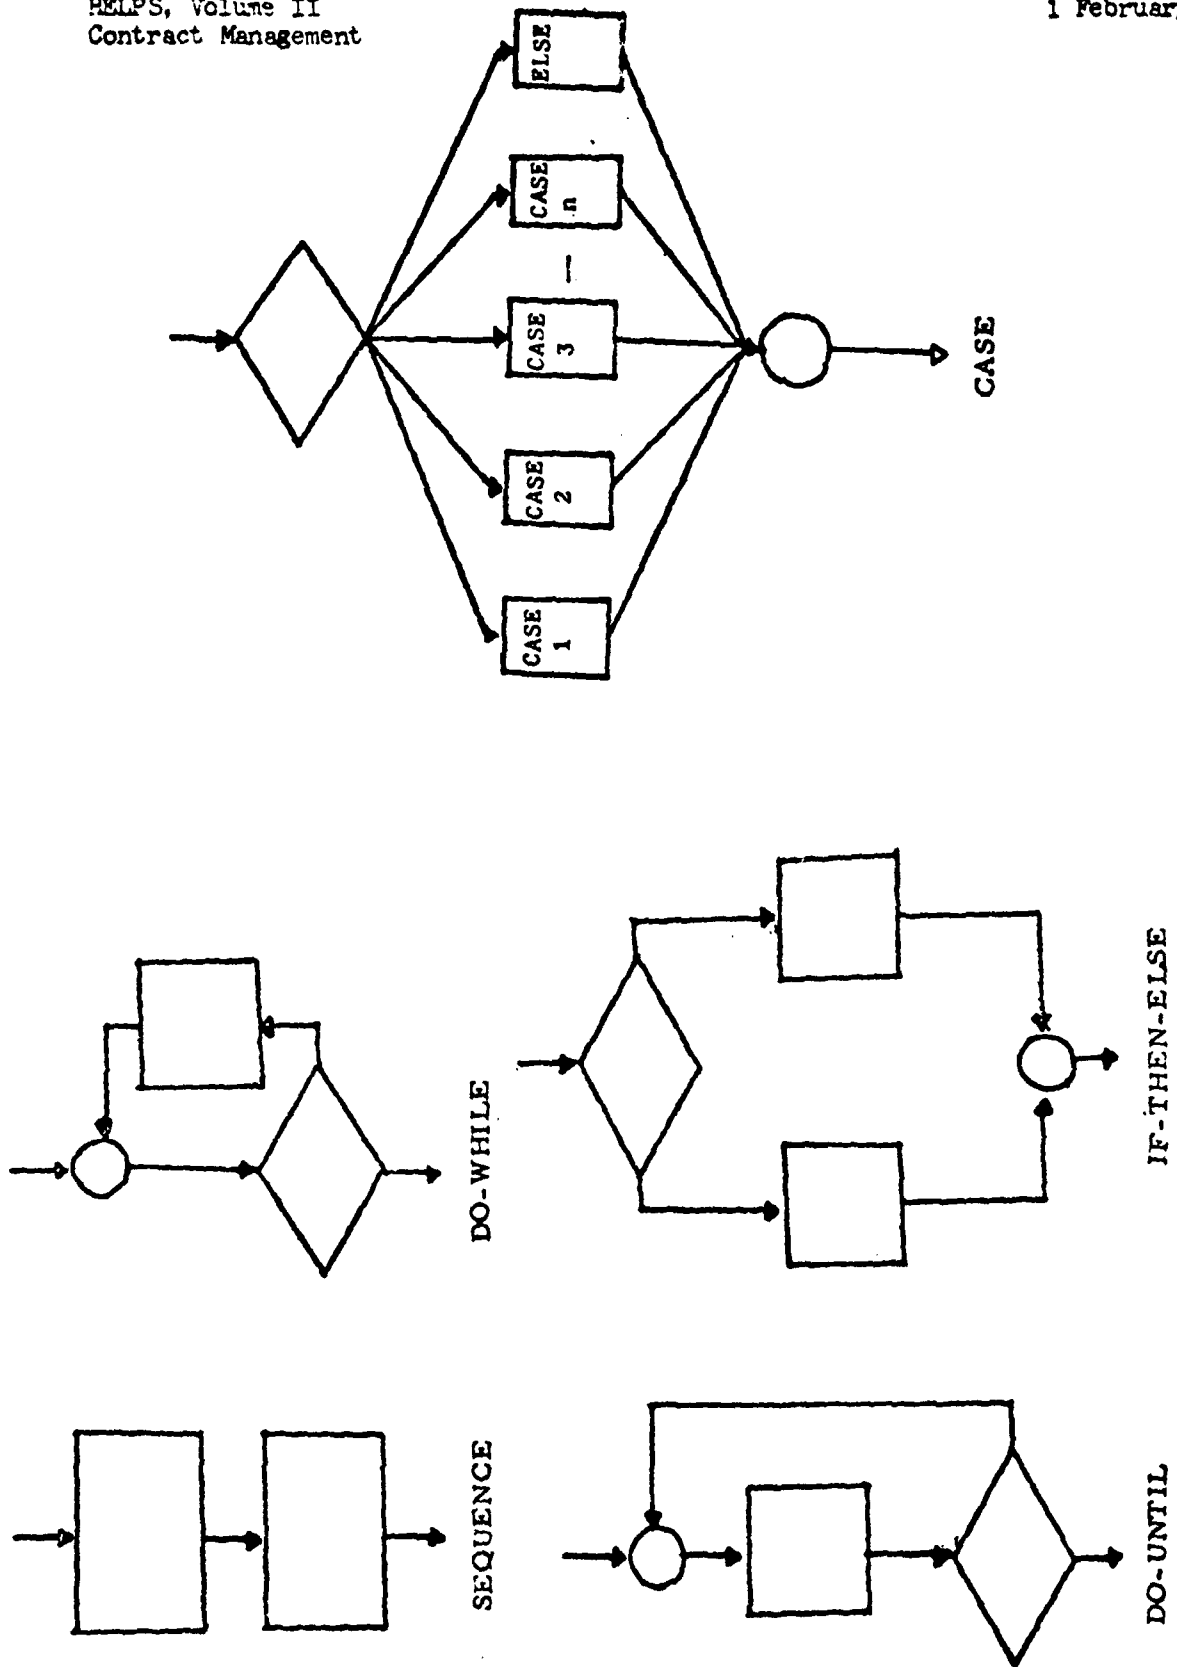 HELPS, Volume II
Contract Management
1 February
SEQUENCE
DO-WHILE
DO-UNTIL
IF-THEN-ELSE
CASE
1
CASE
2
CASE
3
—
CASE
n
ELSE
CASE